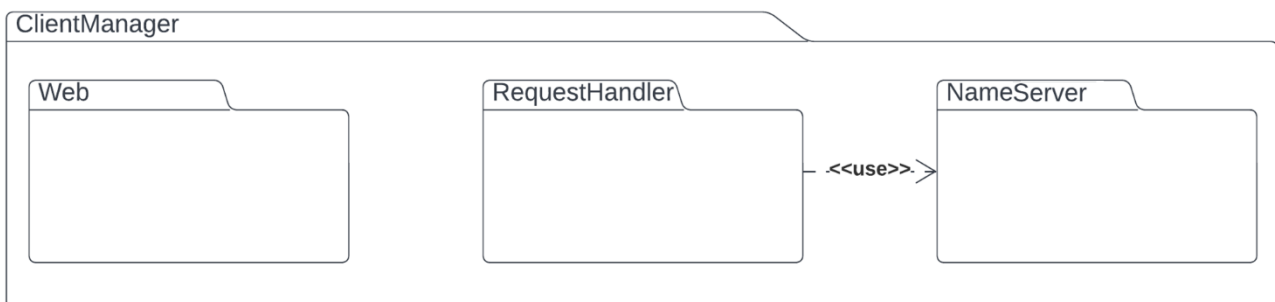 ClientManager
Web
RequestHandler
NameServer
<<use>>